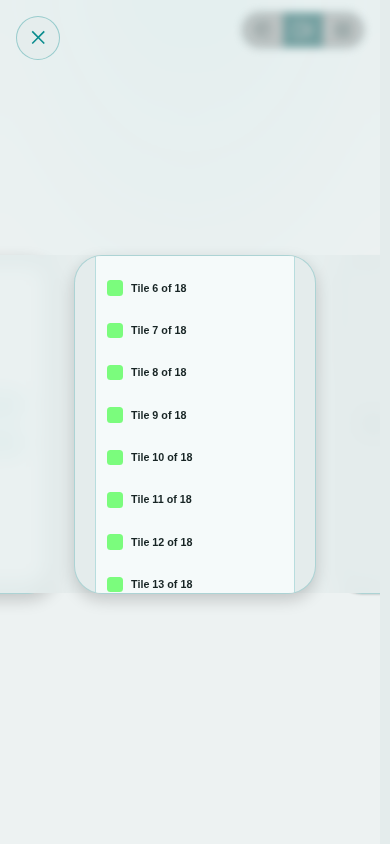 Tile 6 of 18
Tile 7 of 18
Tile 8 of 18
Tile 9 of 18
Tile 10 of 18
Tile 11 of 18
Tile 12 of 18
Tile 13 of 18